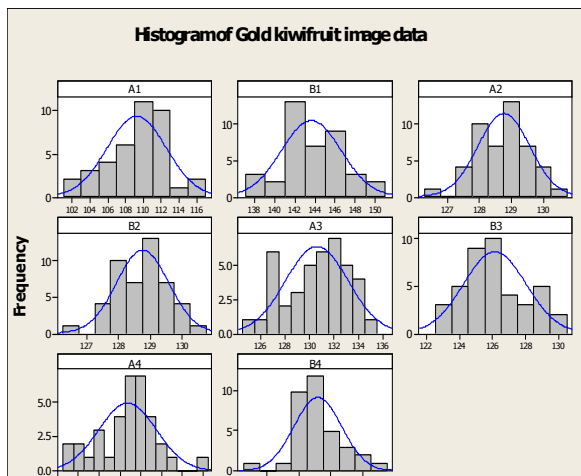 Histogram of Gold kiwifruit image data
A1 B1 A2
10 5 0 10 5 0 10 5 0
102 104 106 108 110 112 114 116 138 140 142 144 146 148 150 127 128 129 130
Frequency
B2 A3 B3
10 5 0 5.0 2.5 0.0 10 5 0
127 128 129 130 126 128 130 132 134 136 122 124 126 128 130
A4 B4
5.0 2.5 0.0 10 5 0